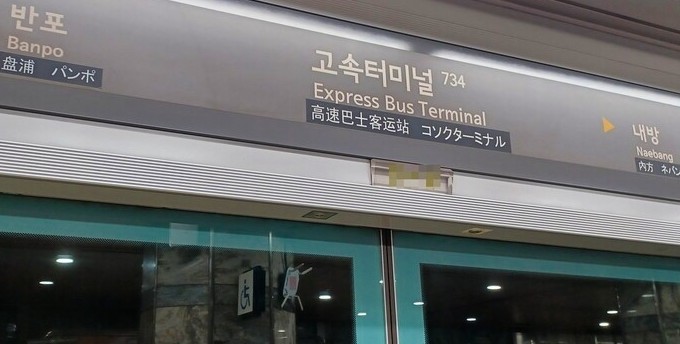 반포
Banpo
盘浦 パンポ
고속터미널 734
Express Bus Terminal
高速巴士客运站 コソクターミナル
내방
Naebang
内方 ネバン